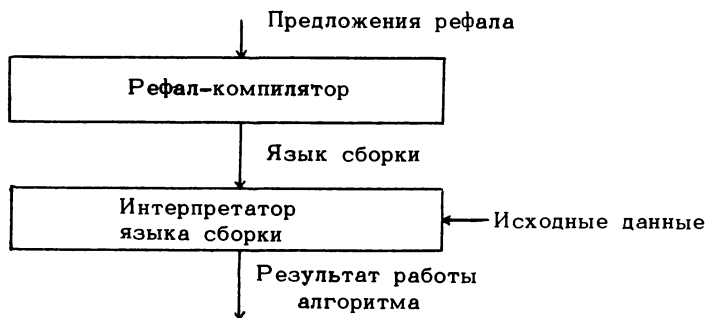 Предложения рефала
Рефал-компилятор
Язык сборки
Интерпретатор
языка сборки
Исходные данные
Результат работы
алгоритма